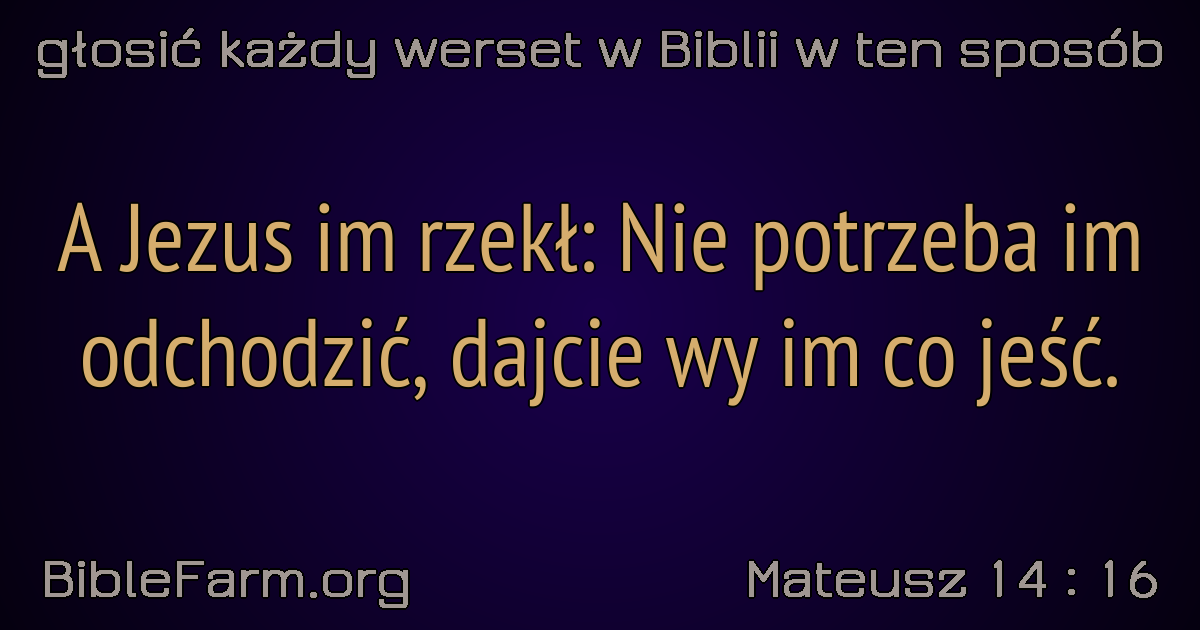 głosić każdy werset w Biblii w ten sposób
A Jezus im rzekł: Nie potrzeba im
odchodzić, dajcie wy im co jeść.
BibleFarm.org
Mateusz 14 : 16